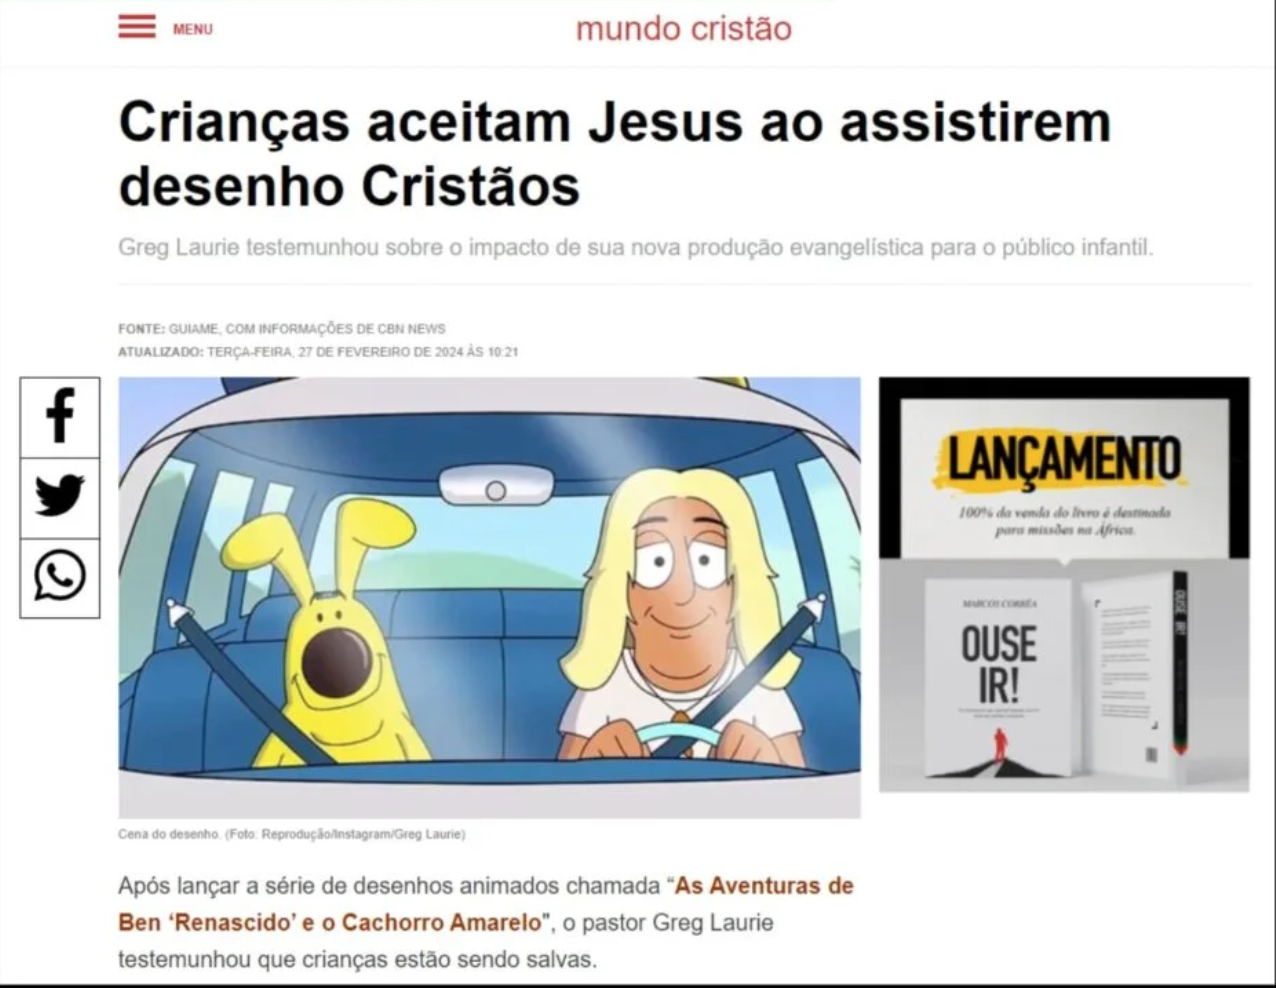 MENU
mundo cristão
Crianças aceitam Jesus ao assistirem
desenho Cristãos
Greg Laurie testemunhou sobre o impacto de sua nova produção evangelística para o público infantil.
FONTE: GUIAME, COM INFORMAÇÕES DE CBN NEWS
ATUALIZADO: TERÇA-FEIRA, 27 DE FEVEREIRO DE 2024 ÀS 10:21
LANÇAMENTO
100% da venda do livro é destinada
para missões na África.
MARCOS CORRÊA
OUSE
IR!
OUSE IR!
Cena do desenho. (Foto: Reprodução/Instagram/Greg Laurie)
Após lançar a série de desenhos animados chamada “As Aventuras de
Ben ‘Renascido’ e o Cachorro Amarelo", o pastor Greg Laurie
testemunhou que crianças estão sendo salvas.